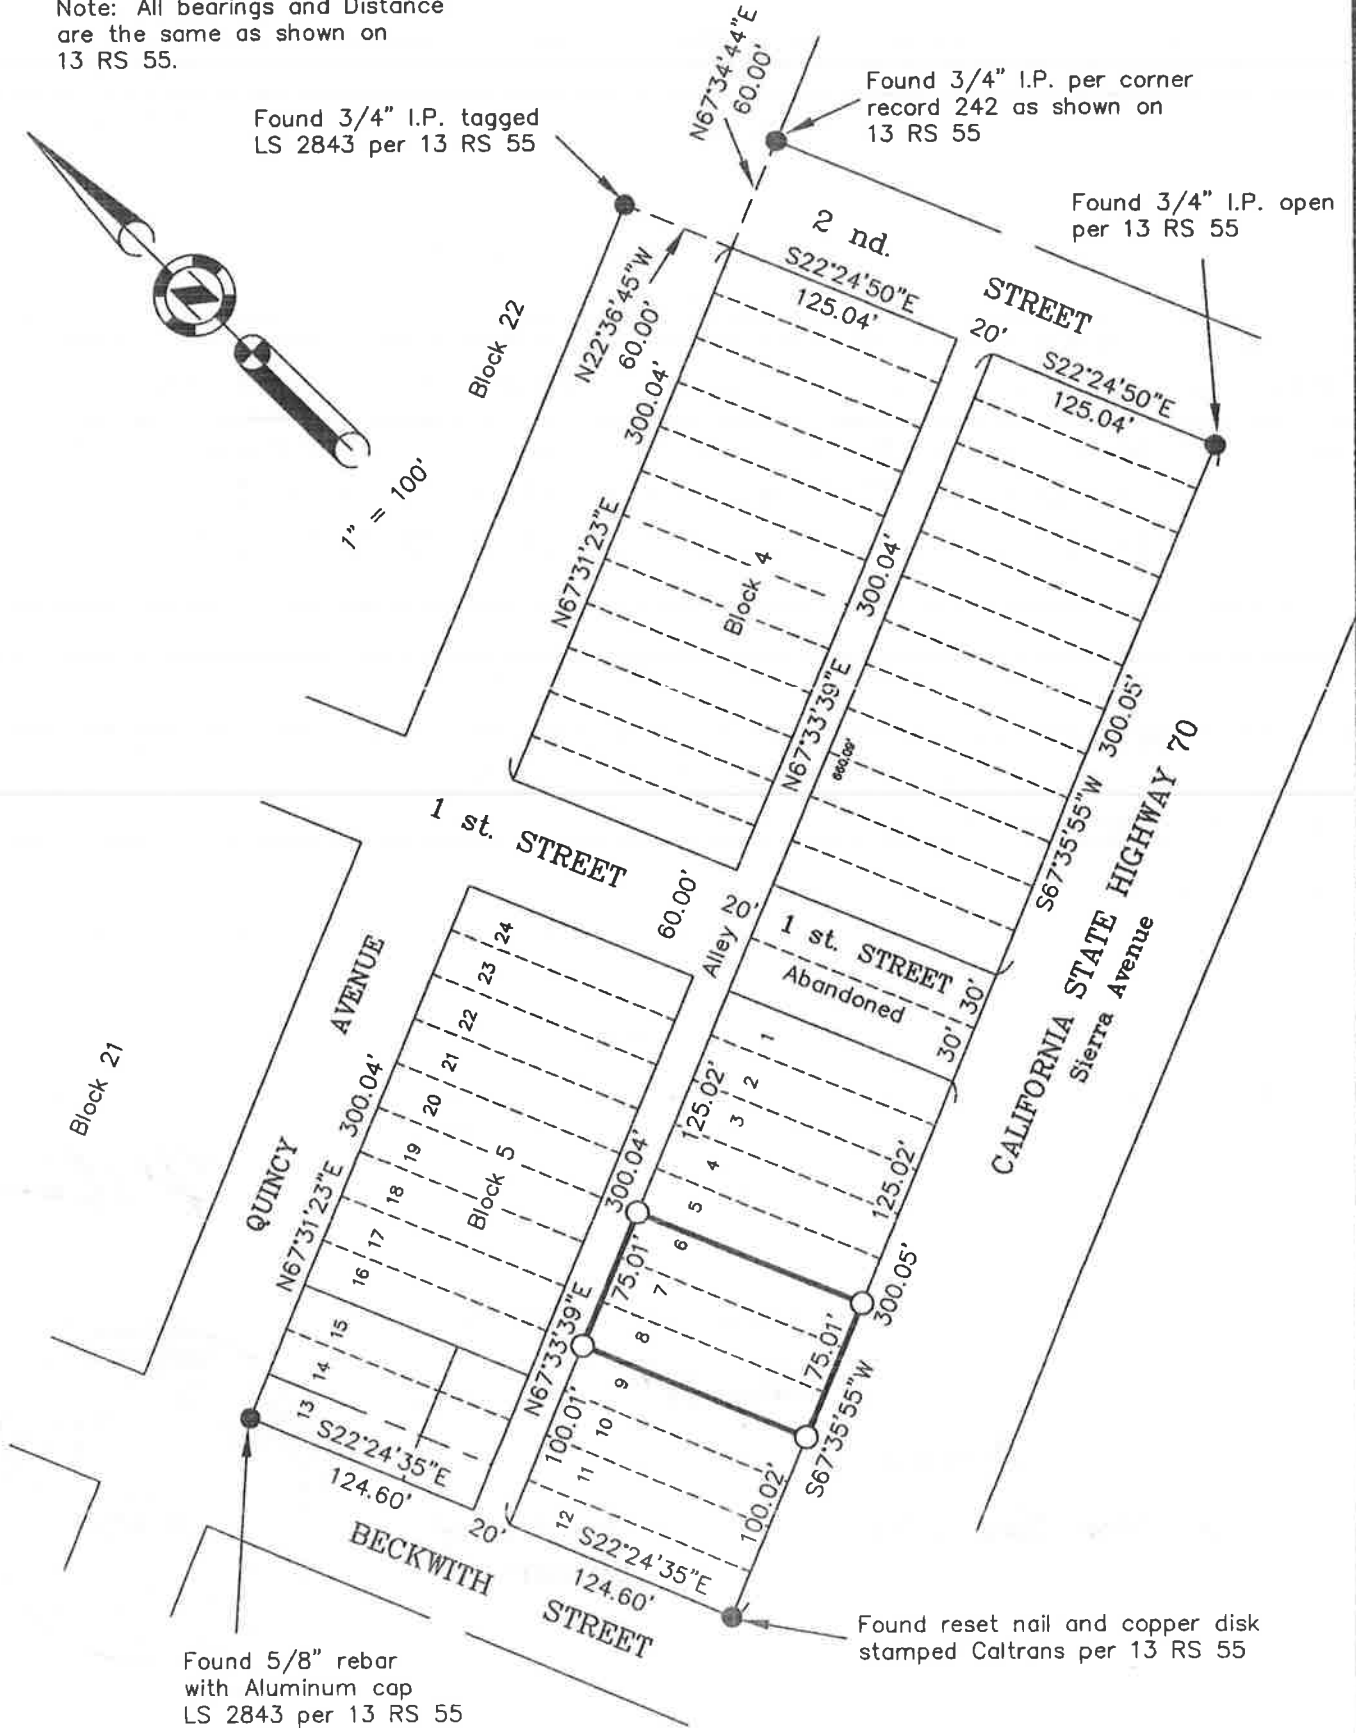 Note: All bearings and Distance
are the same as shown on
13 RS 55.
N67°34'44"E
60.00'
Found 3/4" I.P. per corner
record 242 as shown on
13 RS 55
Found 3/4" I.P. tagged
LS 2843 per 13 RS 55
Found 3/4" I.P. open
per 13 RS 55
2 nd.
STREET
S22°24'50"E
125.04'
20'
S22°24'50"E
125.04'
N22°36'45"W
60.00'
Block 22
1" = 100'
300.04'
N67°31'23"E
Block 4
300.04'
N67°33'39"E
660.09'
300.05'
S67°35'55"W
CALIFORNIA STATE HIGHWAY 70
Sierra Avenue
1 st. STREET
60.00'
20'
Alley
1 st. STREET
Abandoned
30'
30'
Block 21
QUINCY AVENUE
300.04'
N67°31'23"E
24
23
22
21
20
19
18
17
16
15
14
13
Block 5
S22°24'35"E
124.60'
300.04'
N67°33'39"E
125.02'
75.01'
100.01'
1
2
3
4
5
6
7
8
9
10
11
12
125.02'
300.05'
75.01'
S67°35'55"W
100.02'
20'
S22°24'35"E
124.60'
BECKWITH STREET
Found reset nail and copper disk
stamped Caltrans per 13 RS 55
Found 5/8" rebar
with Aluminum cap
LS 2843 per 13 RS 55